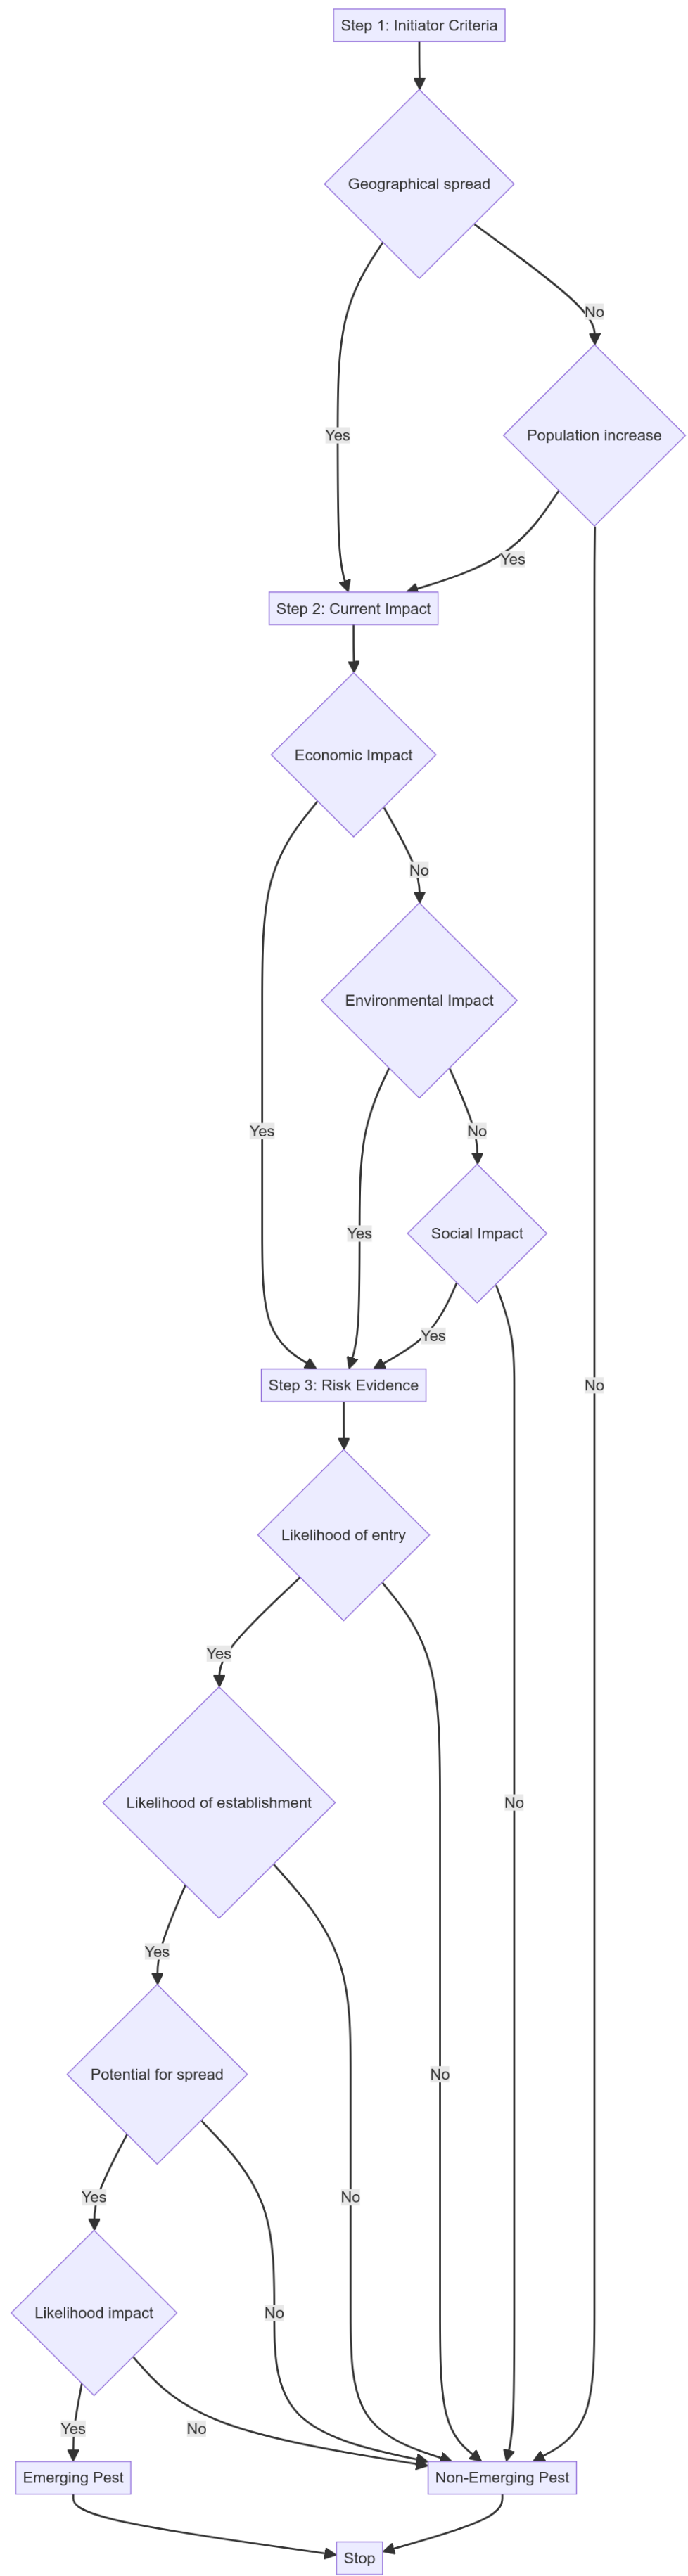 Step 1: Initiator Criteria
Geographical spread
No
Population increase
Yes
Yes
Step 2: Current Impact
Economic Impact
No
Environmental Impact
Yes
No
Social Impact
Yes
Yes
Step 3: Risk Evidence
No
Likelihood of entry
Yes
Likelihood of establishment
No
Yes
Potential for spread
No
Yes
No
Likelihood impact
No
Yes
No
Emerging Pest
Non-Emerging Pest
Stop